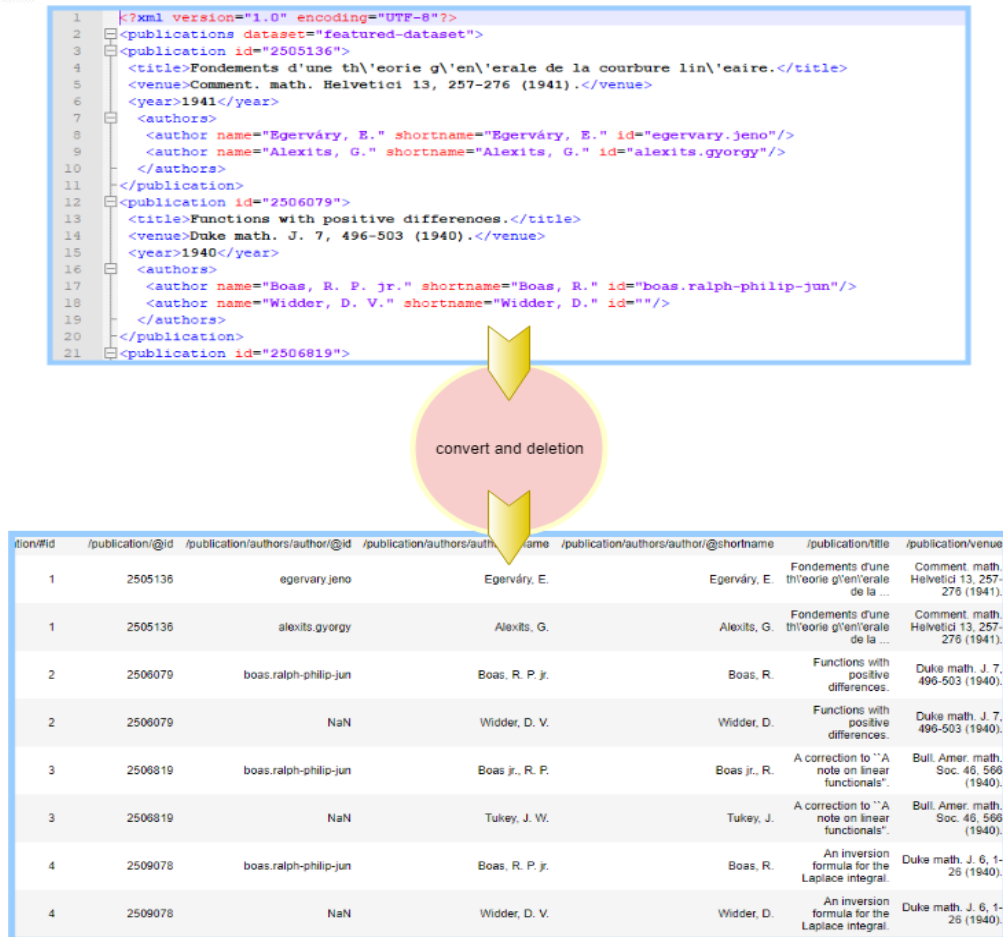 1 <?xml version="1.0" encoding="UTF-8"?>
2 <publications dataset="featured-dataset">
3 <publication id="2505136">
4 <title>Fondements d'une th\'eorie g\'en\'erale de la courbure lin\'eaire.</title>
5 <venue>Comment. math. Helvetici 13, 257-276 (1941).</venue>
6 <year>1941</year>
7 <authors>
8 <author name="Egerváry, E." shortname="Egerváry, E." id="egervary.jeno"/>
9 <author name="Alexits, G." shortname="Alexits, G." id="alexits.gyorgy"/>
10 </authors>
11 </publication>
12 <publication id="2506079">
13 <title>Functions with positive differences.</title>
14 <venue>Duke math. J. 7, 496-503 (1940).</venue>
15 <year>1940</year>
16 <authors>
17 <author name="Boas, R. P. jr." shortname="Boas, R." id="boas.ralph-philip-jun"/>
18 <author name="Widder, D. V." shortname="Widder, D." id=""/>
19 </authors>
20 </publication>
21 <publication id="2506819">
convert and deletion
ation/#id /publication/@id /publication/authors/author/@id /publication/authors/auth ame /publication/authors/author/@shortname /publication/title /publication/venue
Fondements d'une Comment. math.
1 2505136 egervary.jeno Egerváry, E. Egerváry, E. th\'eorie g\'en\'erale Helvetici 13, 257-
de la ... 276 (1941).
Fondements d'une Comment. math.
1 2505136 alexits.gyorgy Alexits, G. Alexits, G. th\'eorie g\'en\'erale Helvetici 13, 257-
de la ... 276 (1941).
Functions with
2 2506079 boas.ralph-philip-jun Boas, R. P. jr. Boas, R. positive Duke math. J. 7,
differences. 496-503 (1940).
Functions with
2 2506079 NaN Widder, D. V. Widder, D. positive Duke math. J. 7,
differences. 496-503 (1940).
A correction to ``A Bull. Amer. math.
3 2506819 boas.ralph-philip-jun Boas jr., R. P. Boas jr., R. note on linear Soc. 46, 566
functionals". (1940).
A correction to ``A Bull. Amer. math.
3 2506819 NaN Tukey, J. W. Tukey, J. note on linear Soc. 46, 566
functionals". (1940).
An inversion
4 2509078 boas.ralph-philip-jun Boas, R. P. jr. Boas, R. formula for the Duke math. J. 6, 1-
Laplace integral. 26 (1940).
An inversion
4 2509078 NaN Widder, D. V. Widder, D. formula for the Duke math. J. 6, 1-
Laplace integral. 26 (1940).